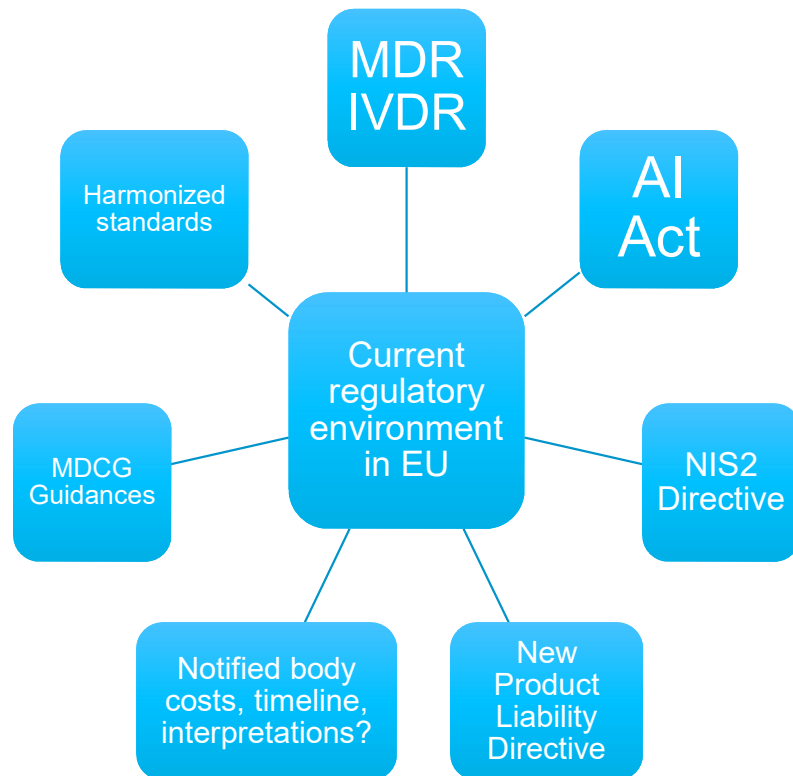 MDR
IVDR
AI
Act
Harmonized
standards
Current
regulatory
environment
in EU
NIS2
Directive
MDCG
Guidances
New
Product
Liability
Directive
Notified body
costs, timeline,
interpretations?